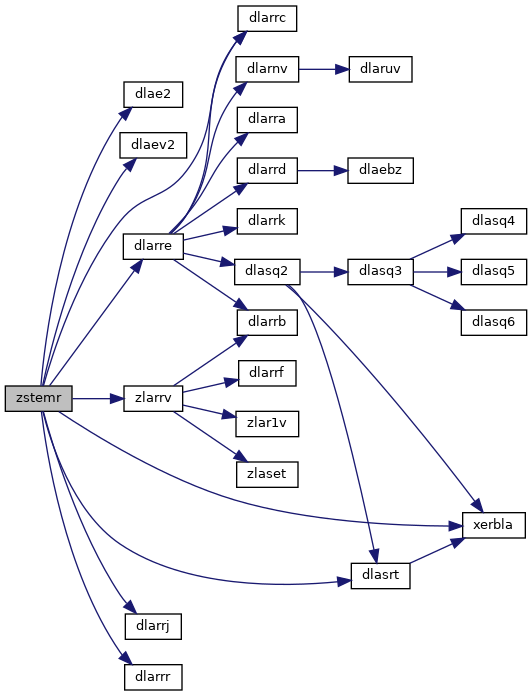 dlarrc
dlarnv
dlaruv
dlae2
dlarra
dlaev2
dlarrd
dlaebz
dlarrk
dlasq4
dlarre
dlasq2
dlasq3
dlasq5
dlarrb
dlasq6
dlarrf
zstemr
zlarrv
zlar1v
zlaset
xerbla
dlasrt
dlarrj
dlarrr